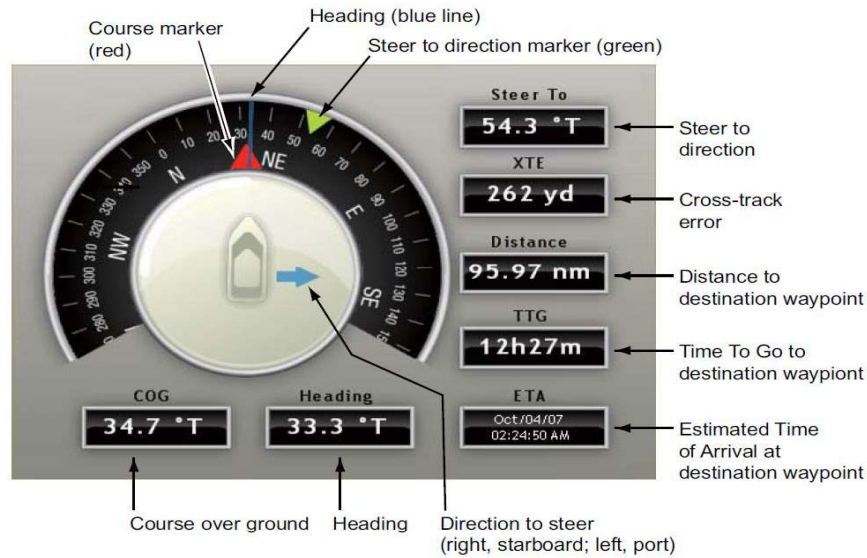 Heading (blue line)
Course marker
(red)
Steer to direction marker (green)
Steer To
54.3 °T
Steer to
direction
XTE
262 yd
Cross-track
error
Distance
95.97 nm
Distance to
destination waypoint
TTG
12h27m
Time To Go to
destination waypiont
ETA
Oct/04/07
02:24:50 AM
Estimated Time
of Arrival at
destination waypoint
280 290 300 310 320 330 340 350 0 10 20 30 40 50 60 70 80 90 100 110 120 130 140
NW N NE E SE
COG
34.7 °T
Heading
33.3 °T
Course over ground
Heading
Direction to steer
(right, starboard; left, port)